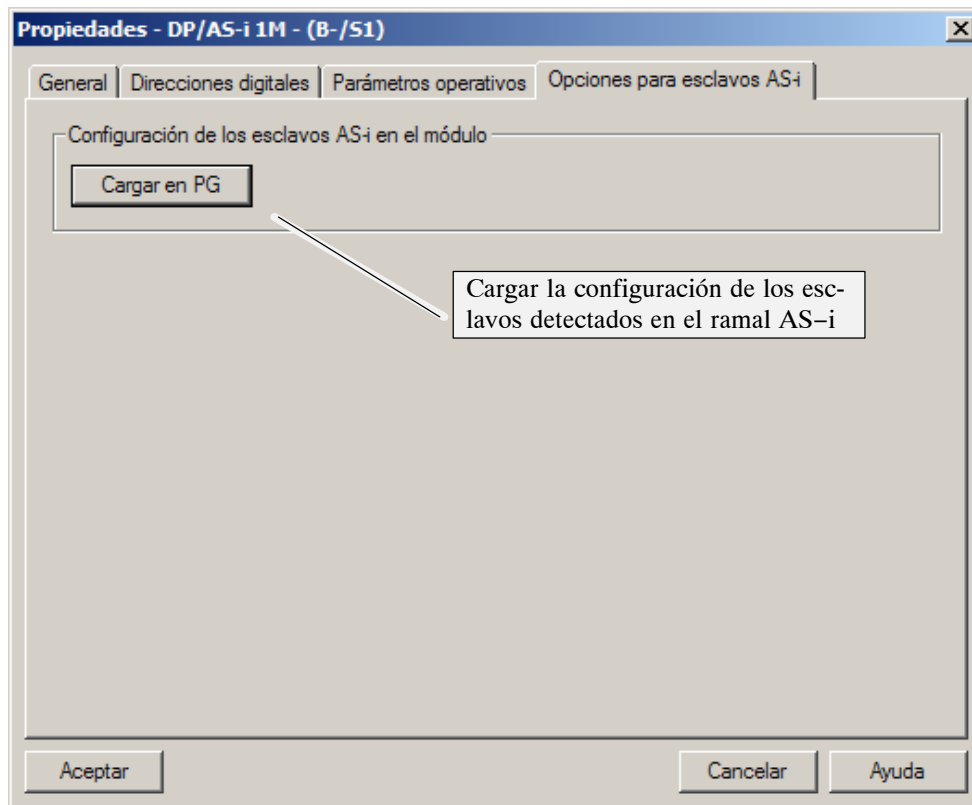 Propiedades - DP/AS-i 1M - (B-/S1)
General Direcciones digitales Parámetros operativos Opciones para esclavos AS-i
Configuración de los esclavos AS-i en el módulo
Cargar en PG
Cargar la configuración de los esc-
lavos detectados en el ramal AS−i
Aceptar Cancelar Ayuda